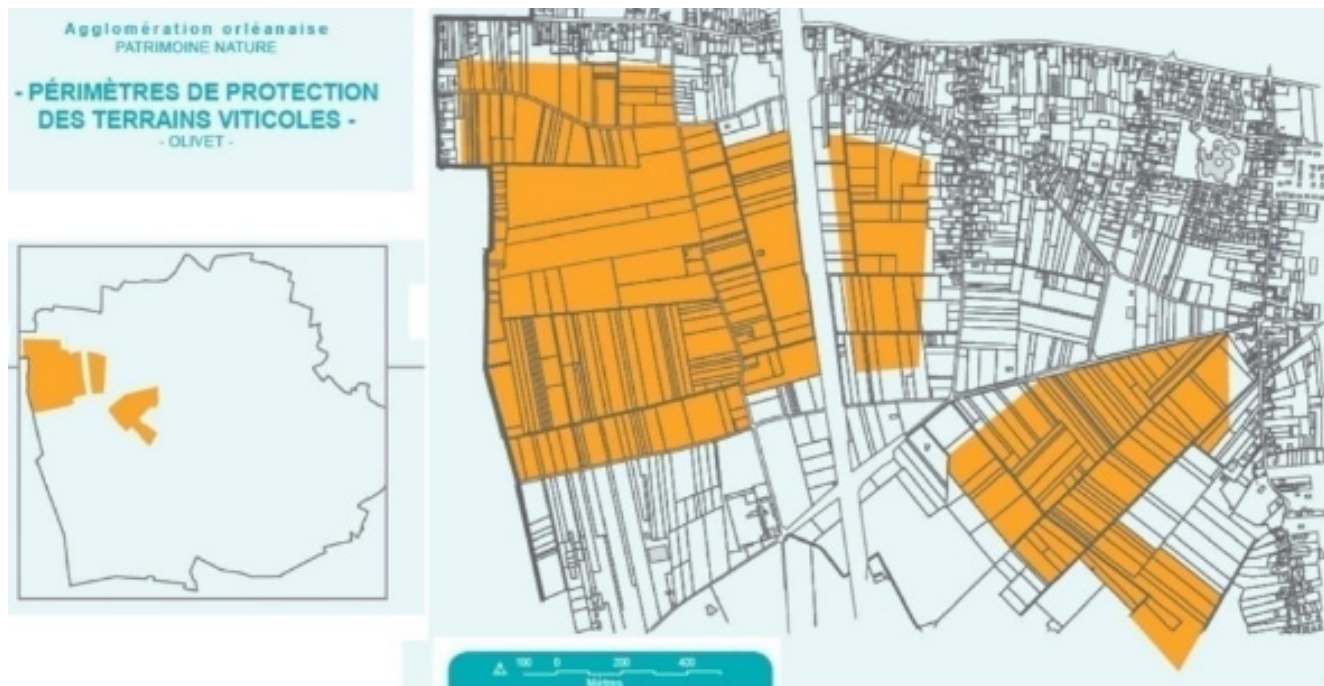 Agglomération orléanaise
PATRIMOINE NATURE
- PÉRIMÈTRES DE PROTECTION
DES TERRAINS VITICOLES -
- OLIVET -
100 0 200 400
Mètres